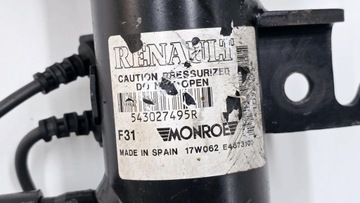 RENAULT
CAUTION PRESSURIZED
DO OPEN
543027495R
F31 MONROE
MADE IN SPAIN 17W062